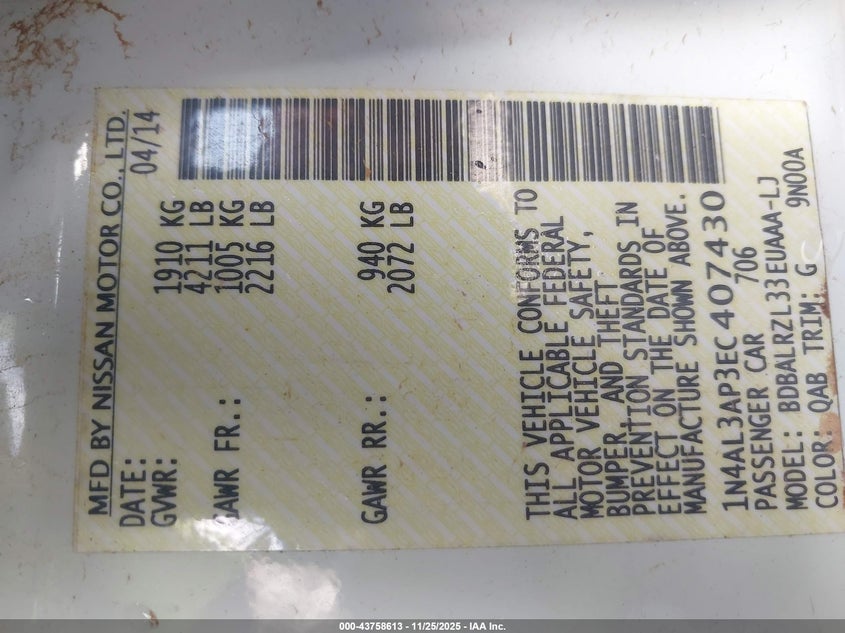 MFD BY NISSAN MOTOR CO., LTD.
DATE: 04/14
GVWR: 1910 KG
4211 LB
GAWR FR.: 1005 KG
2216 LB
GAWR RR.: 940 KG
2072 LB
THIS VEHICLE CONFORMS TO
ALL APPLICABLE FEDERAL
MOTOR VEHICLE SAFETY,
BUMPER, AND THEFT
PREVENTION STANDARDS IN
EFFECT ON THE DATE OF
MANUFACTURE SHOWN ABOVE.
1N4AL3AP3EC407430
PASSENGER CAR 706
MODEL: BDBALRZL33EUAAA-LJ
COLOR: QAB TRIM: G 9N00A
000-43758613 - 11/25/2025 - IAA Inc.